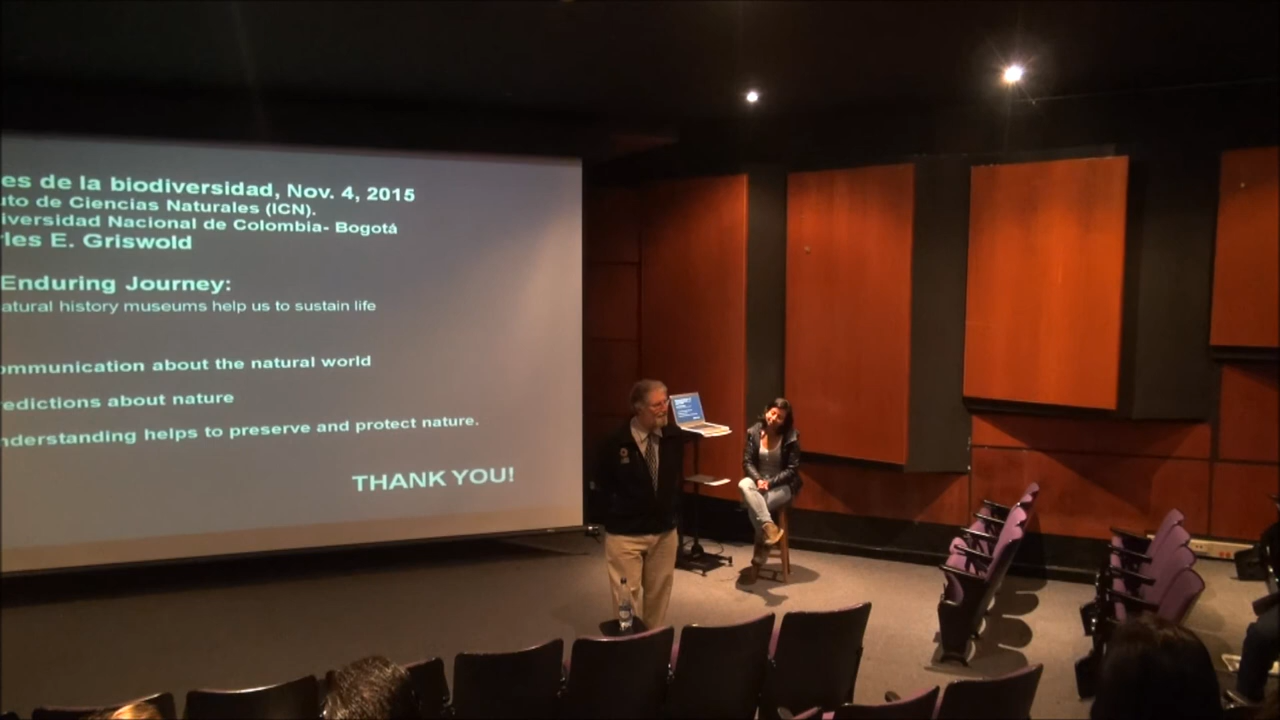 es de la biodiversidad, Nov. 4, 2015
uto de Ciencias Naturales (ICN).
iversidad Nacional de Colombia- Bogotá
rles E. Griswold
Enduring Journey:
atural history museums help us to sustain life
ommunication about the natural world
redictions about nature
nderstanding helps to preserve and protect nature.
THANK YOU!